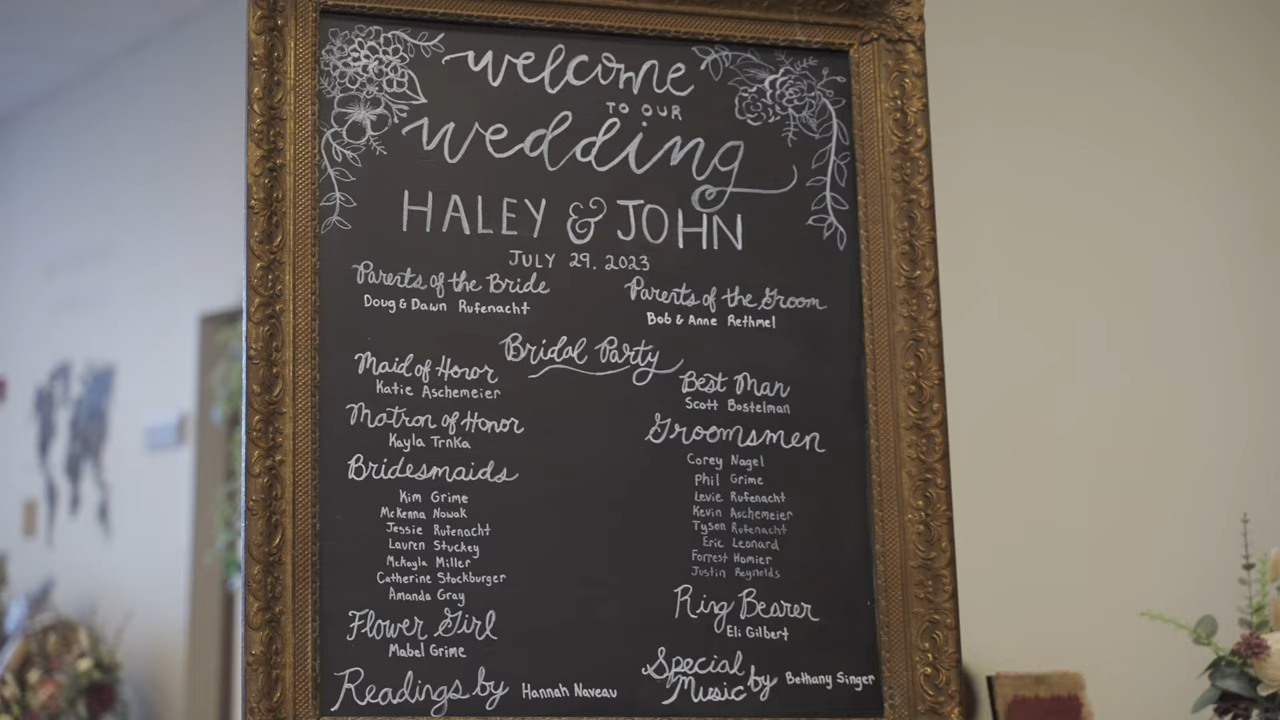 welcome
TO OUR
wedding
HALEY & JOHN
JULY 29, 2023
Parents of the Bride
Doug & Dawn Rufenacht
Parents of the Groom
Bob & Anne Rethmel
Bridal Party
Maid of Honor
Katie Aschemeier
Matron of Honor
Kayla Trnka
Bridesmaids
Kim Grime
McKenna Nowak
Jessie Rufenacht
Lauren Stuckey
McKayla Miller
Catherine Stockburger
Amanda Gray
Flower Girl
Mabel Grime
Readings by Hannah Naveau
Best Man
Scott Bostelman
Groomsmen
Corey Nagel
Phil Grime
Levie Rufenacht
Kevin Aschemeier
Tyson Rufenacht
Eric Leonard
Forrest Homier
Justin Reynolds
Ring Bearer
Eli Gilbert
Special Music by Bethany Singer